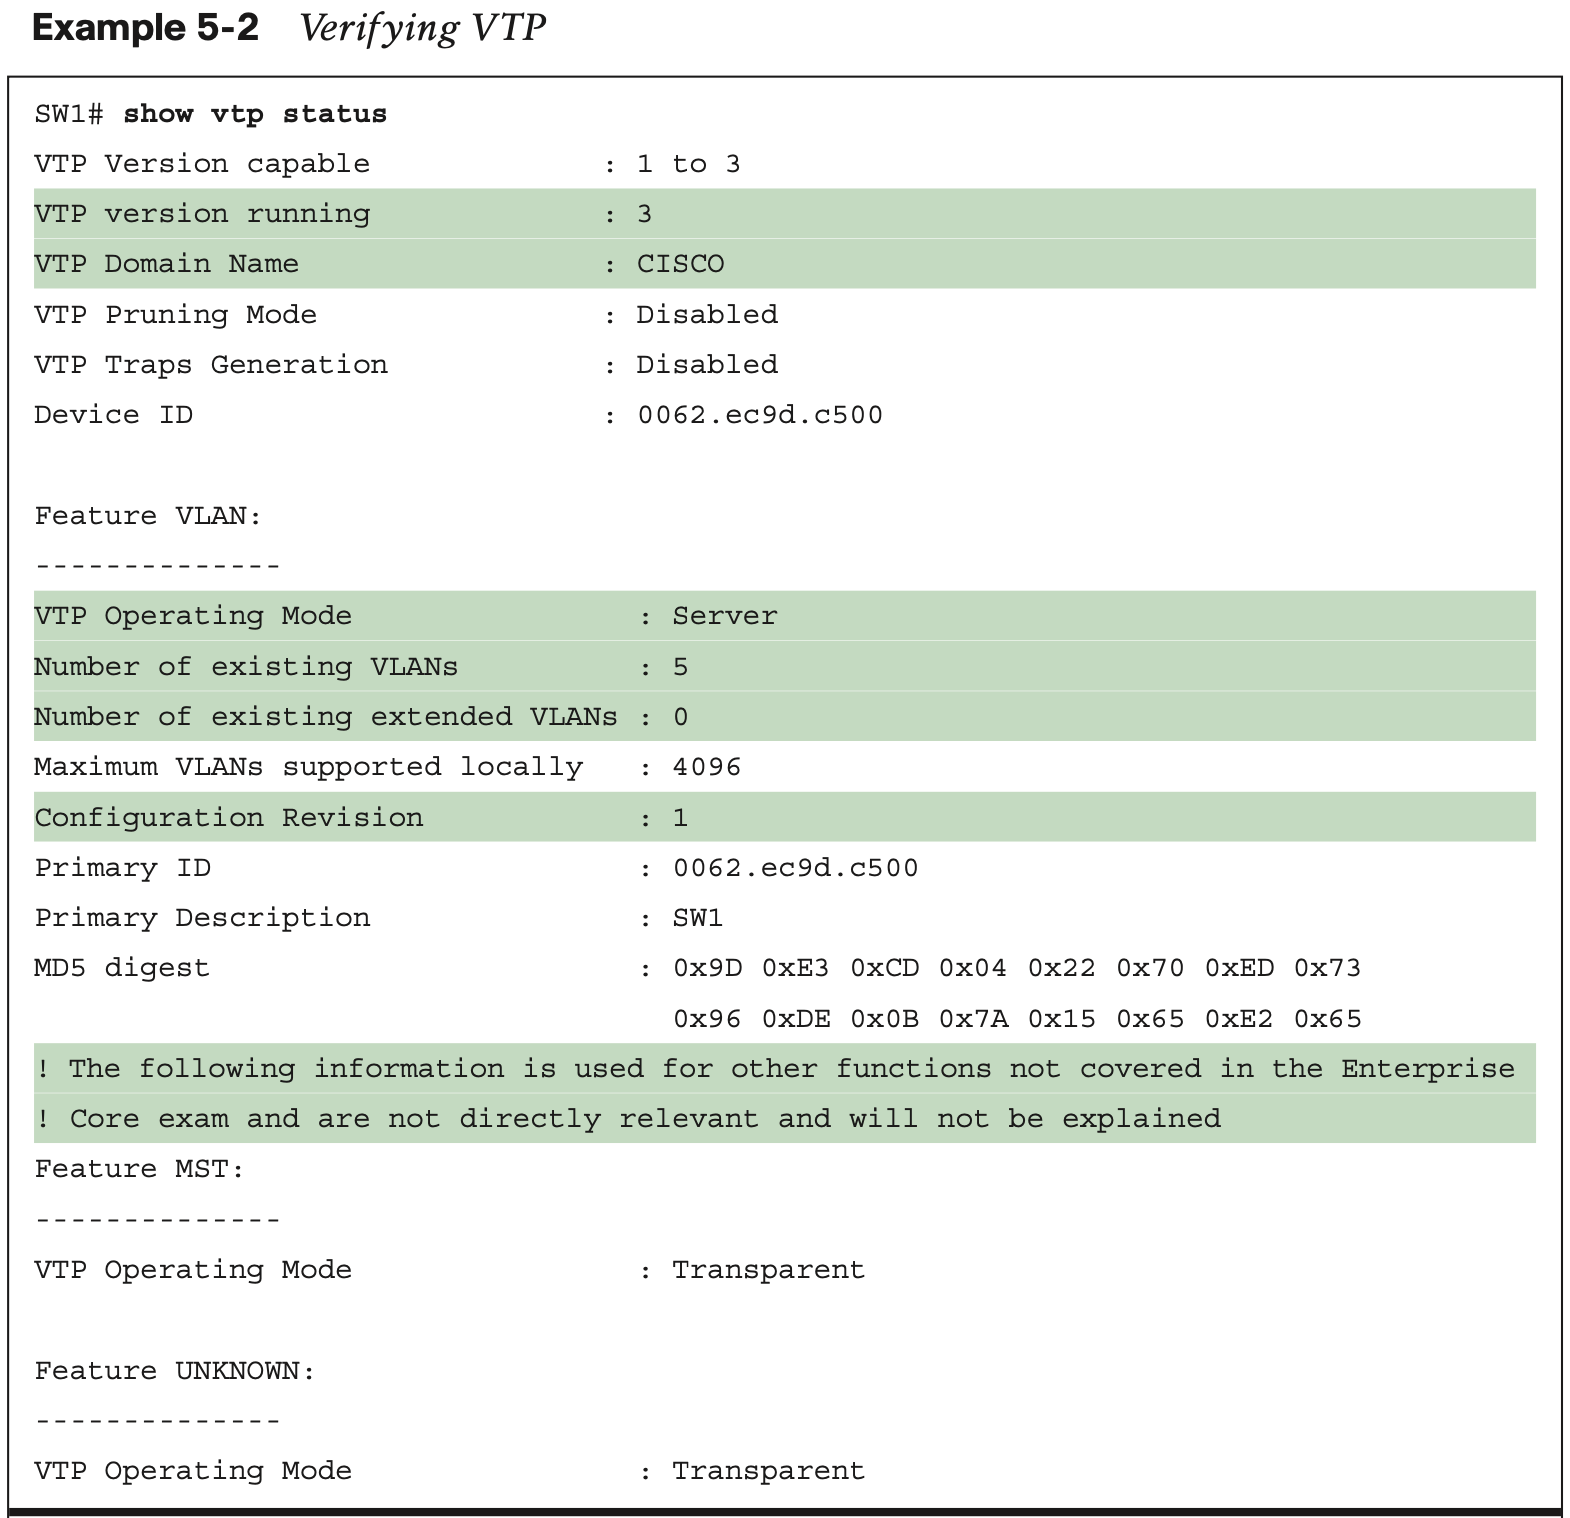 Example 5-2 Verifying VTP
SW1# show vtp status
VTP Version capable : 1 to 3
VTP version running : 3
VTP Domain Name : CISCO
VTP Pruning Mode : Disabled
VTP Traps Generation : Disabled
Device ID : 0062.ec9d.c500
Feature VLAN:
--------------
VTP Operating Mode : Server
Number of existing VLANs : 5
Number of existing extended VLANs : 0
Maximum VLANs supported locally : 4096
Configuration Revision : 1
Primary ID : 0062.ec9d.c500
Primary Description : SW1
MD5 digest : 0x9D 0xE3 0xCD 0x04 0x22 0x70 0xED 0x73
0x96 0xDE 0x0B 0x7A 0x15 0x65 0xE2 0x65
! The following information is used for other functions not covered in the Enterprise
! Core exam and are not directly relevant and will not be explained
Feature MST:
--------------
VTP Operating Mode : Transparent
Feature UNKNOWN:
--------------
VTP Operating Mode : Transparent